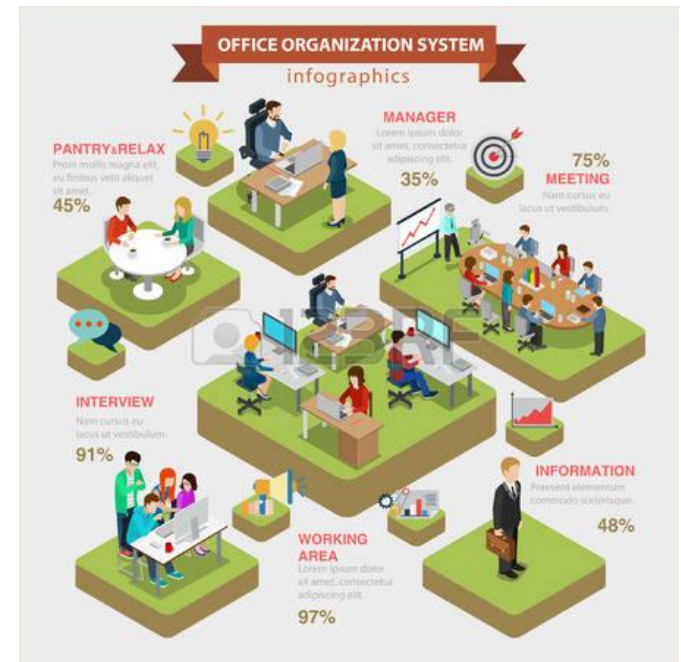 OFFICE ORGANIZATION SYSTEM
infographics
PANTRY&RELAX
Proin mollis magna elit,
eu finibus velit aliquet
sit amet.
45%
MANAGER
Lorem ipsum dolor
sit amet, consectetur
adipiscing elit.
35%
75%
MEETING
Nam cursus eu
lacus ut vestibulum.
INTERVIEW
Nam cursus eu
lacus ut vestibulum.
91%
INFORMATION
Praesent elementum
commodo scelerisque.
48%
WORKING
AREA
Lorem ipsum dolor
sit amet, consectetur
adipiscing elit.
97%
123RF